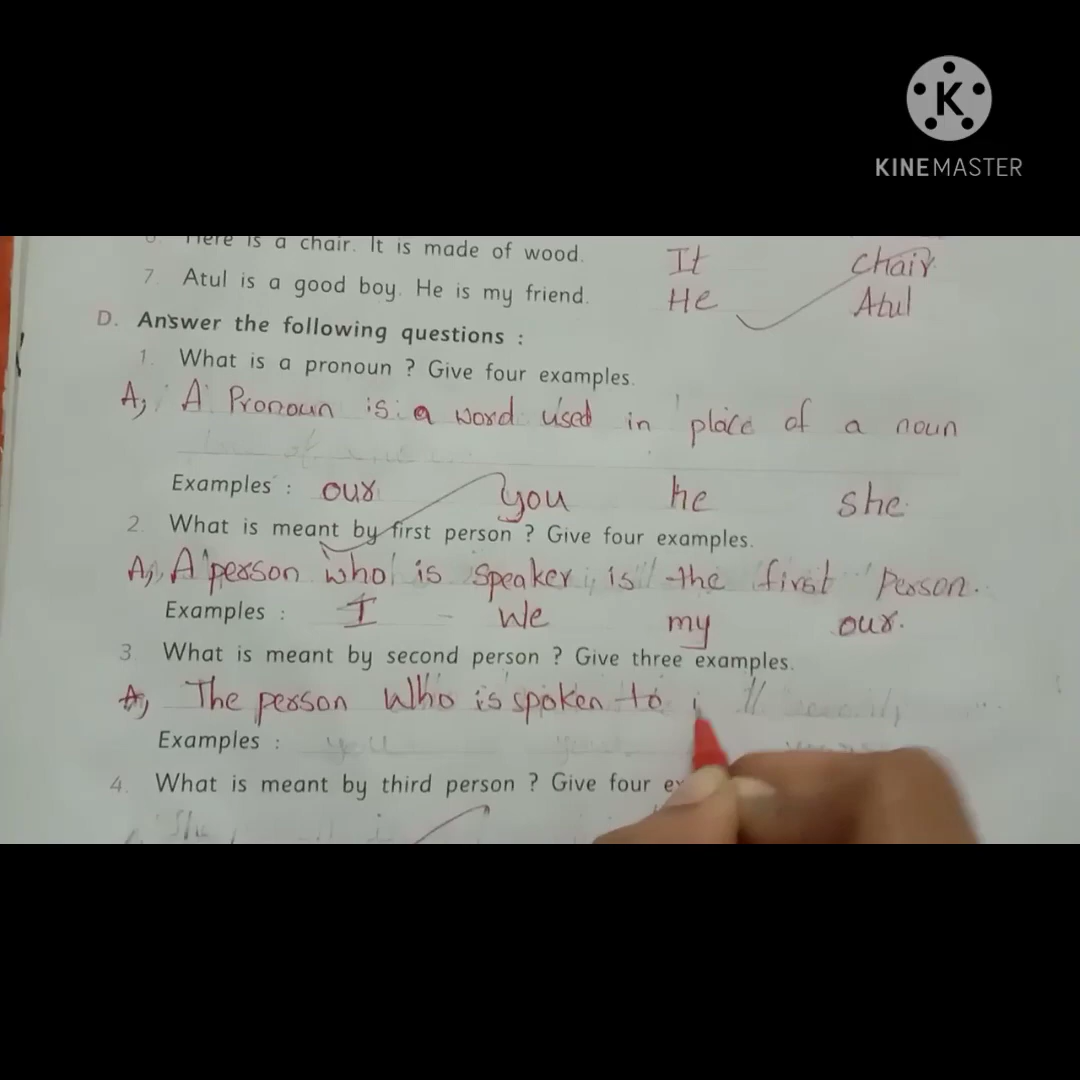 KINEMASTER
Here is a chair. It is made of wood. It Chair
7. Atul is a good boy. He is my friend. He Atul
D. Answer the following questions :
1. What is a pronoun ? Give four examples.
A, A Pronoun is a word used in place of a noun
Examples : our you he she
2. What is meant by first person ? Give four examples.
A, A person who is speaker is the first person.
Examples : I We my our.
3 What is meant by second person ? Give three examples.
A, The person who is spoken to i
Examples : you
4. What is meant by third person ? Give four